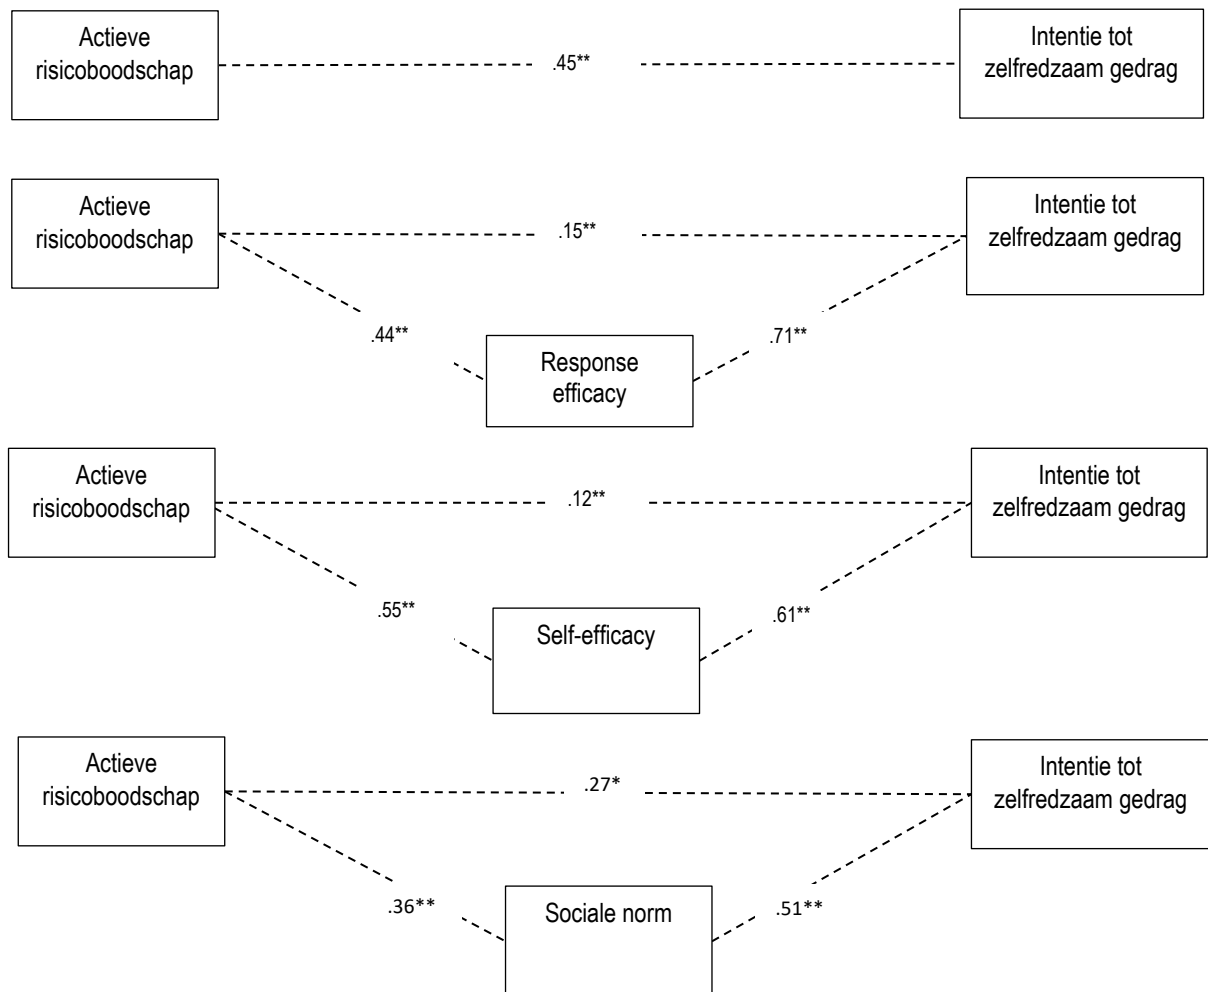 Actieve
risicoboodschap
.45**
Intentie tot
zelfredzaam gedrag
Actieve
risicoboodschap
.15**
Intentie tot
zelfredzaam gedrag
.44**
Response
efficacy
.71**
Actieve
risicoboodschap
.12**
Intentie tot
zelfredzaam gedrag
.55**
Self-efficacy
.61**
Actieve
risicoboodschap
.27*
Intentie tot
zelfredzaam gedrag
.36**
Sociale norm
.51**